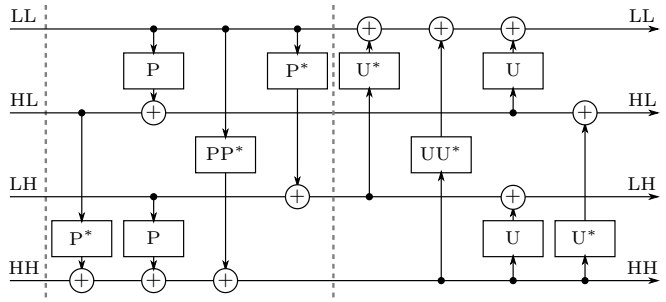 LL LL
P P* U* U
HL HL
PP* UU*
LH LH
P* P U U*
HH HH